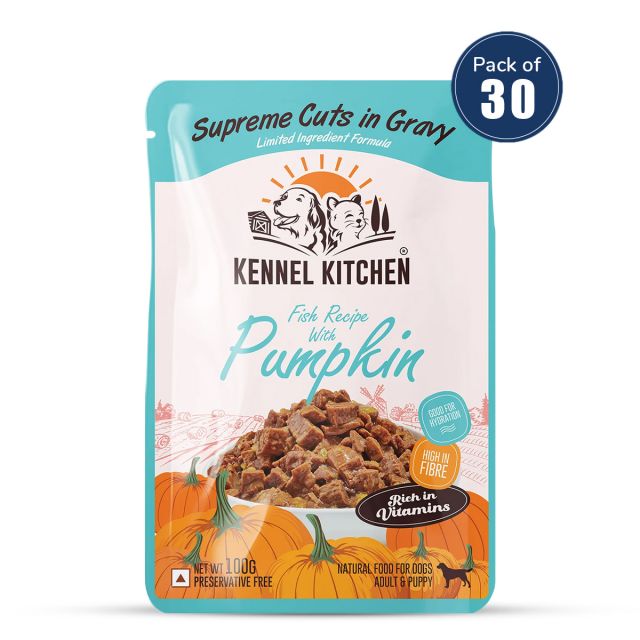 Pack of
30
Supreme Cuts in Gravy
Limited Ingredient Formula
KENNEL KITCHEN®
Fish Recipe
With
Pumpkin
GOOD FOR
HYDRATION
HIGH IN
FIBRE
Rich in
Vitamins
NET WT 100G
PRESERVATIVE FREE
NATURAL FOOD FOR DOGS
ADULT & PUPPY